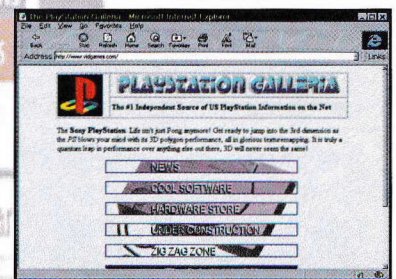 The PlayStation Galleria - Microsoft Internet Explorer
File Edit View Go Favorites Help
Back Stop Refresh Home Search Favorites Print Font Mail
Address http://www.vidgames.com/ Links
PLAYSTATION GALLERIA
The #1 Independent Source of US PlayStation Information on the Net
The Sony PlayStation. Life isn't just Pong anymore! Get ready to jump into the 3rd dimension as
the PS blows your mind with its 3D polygon performance, all in glorious texturemapping. It is truly a
quantum leap in performance over anything else out there, 3D will never seem the same!
NEWS
COOL SOFTWARE
HARDWARE STORE
UNDER CONSTRUCTION
ZIG ZAG ZONE